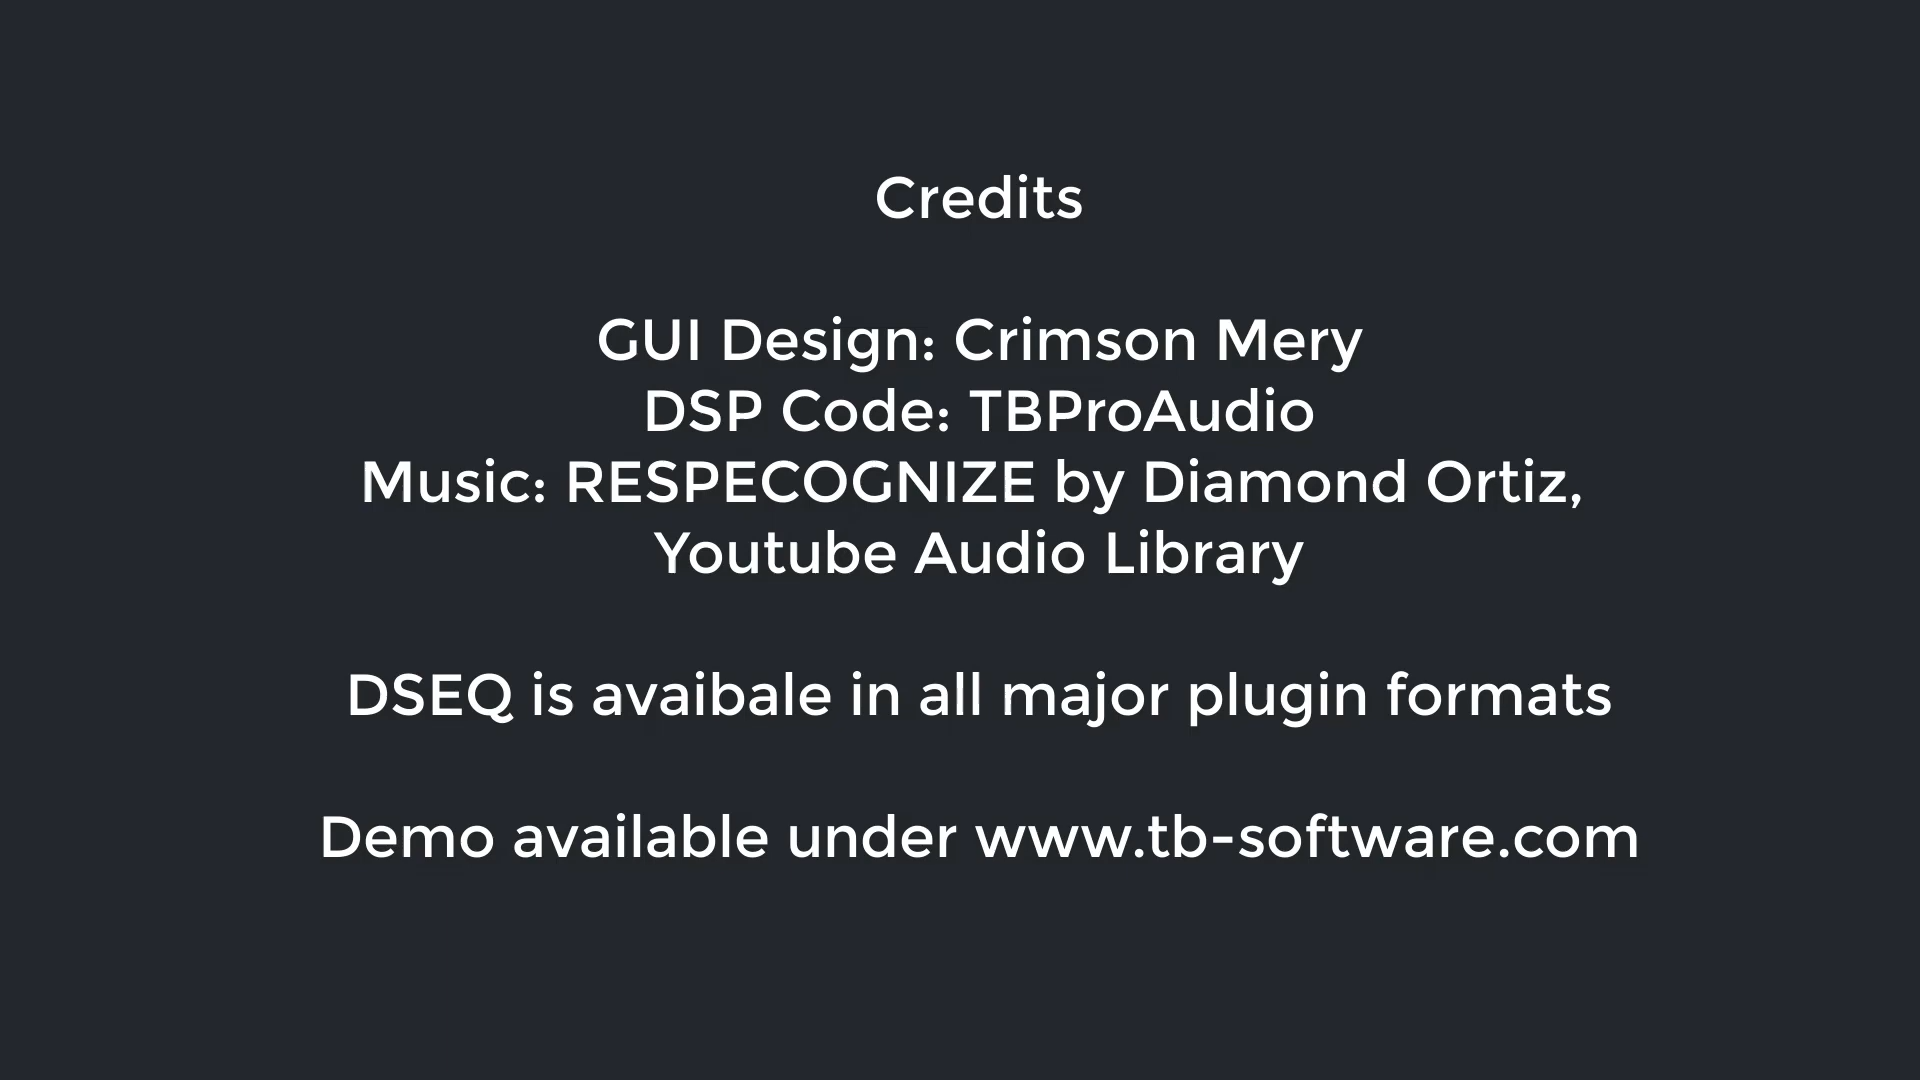 Credits
GUI Design: Crimson Mery
DSP Code: TBProAudio
Music: RESPECOGNIZE by Diamond Ortiz,
Youtube Audio Library
DSEQ is avaibale in all major plugin formats
Demo available under www.tb-software.com